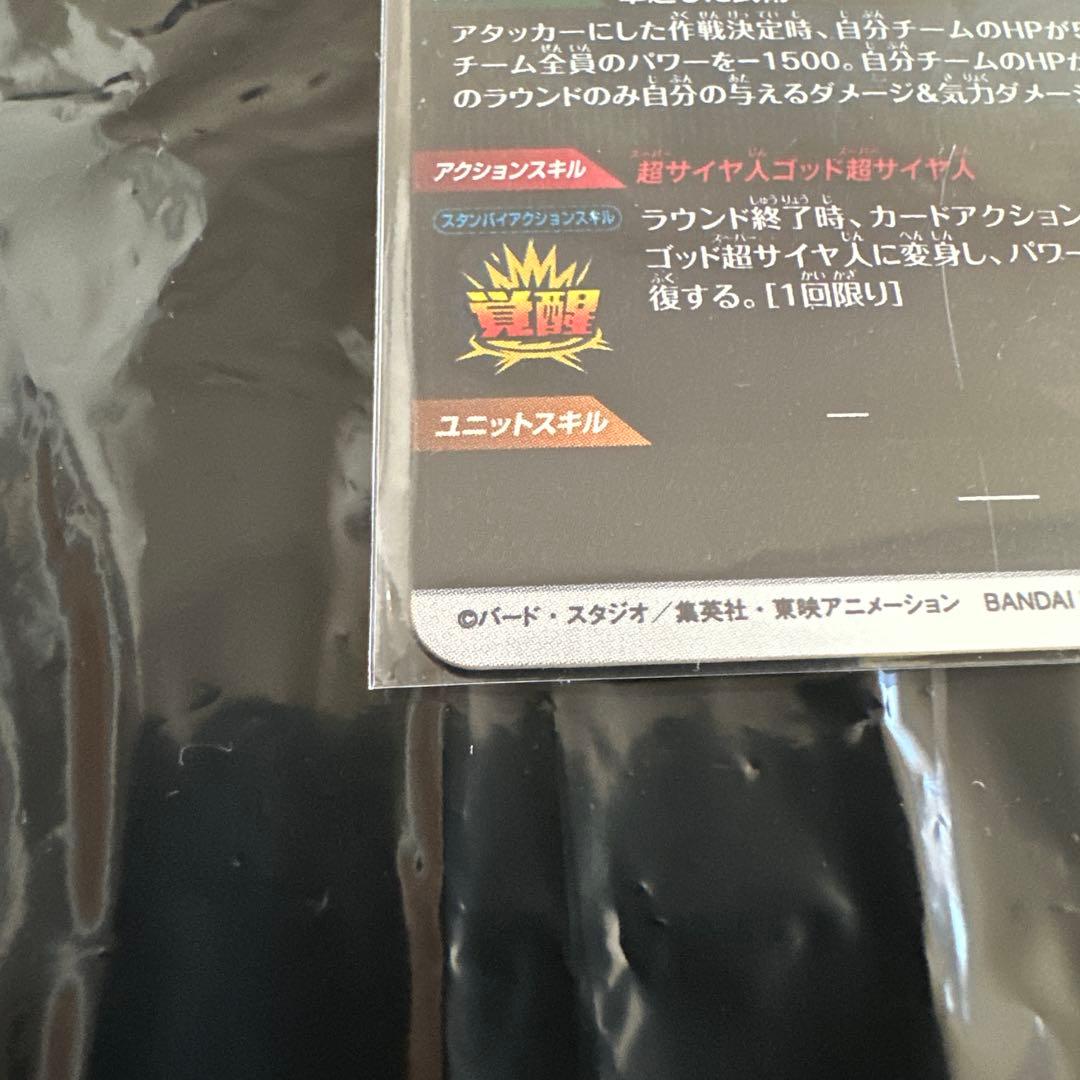 アタッカーにした作戦決定時、自分チームのHPが5
チーム全員のパワーを−1500。自分チームのHPが
のラウンドのみ自分の与えるダメージ&気力ダメージ
アクションスキル
超サイヤ人ゴッド超サイヤ人
スタンバイアクションスキル
覚醒
ラウンド終了時、カードアクション
ゴッド超サイヤ人に変身し、パワー
復する。[1回限り]
ユニットスキル
—
©バード・スタジオ/集英社・東映アニメーション BANDAI